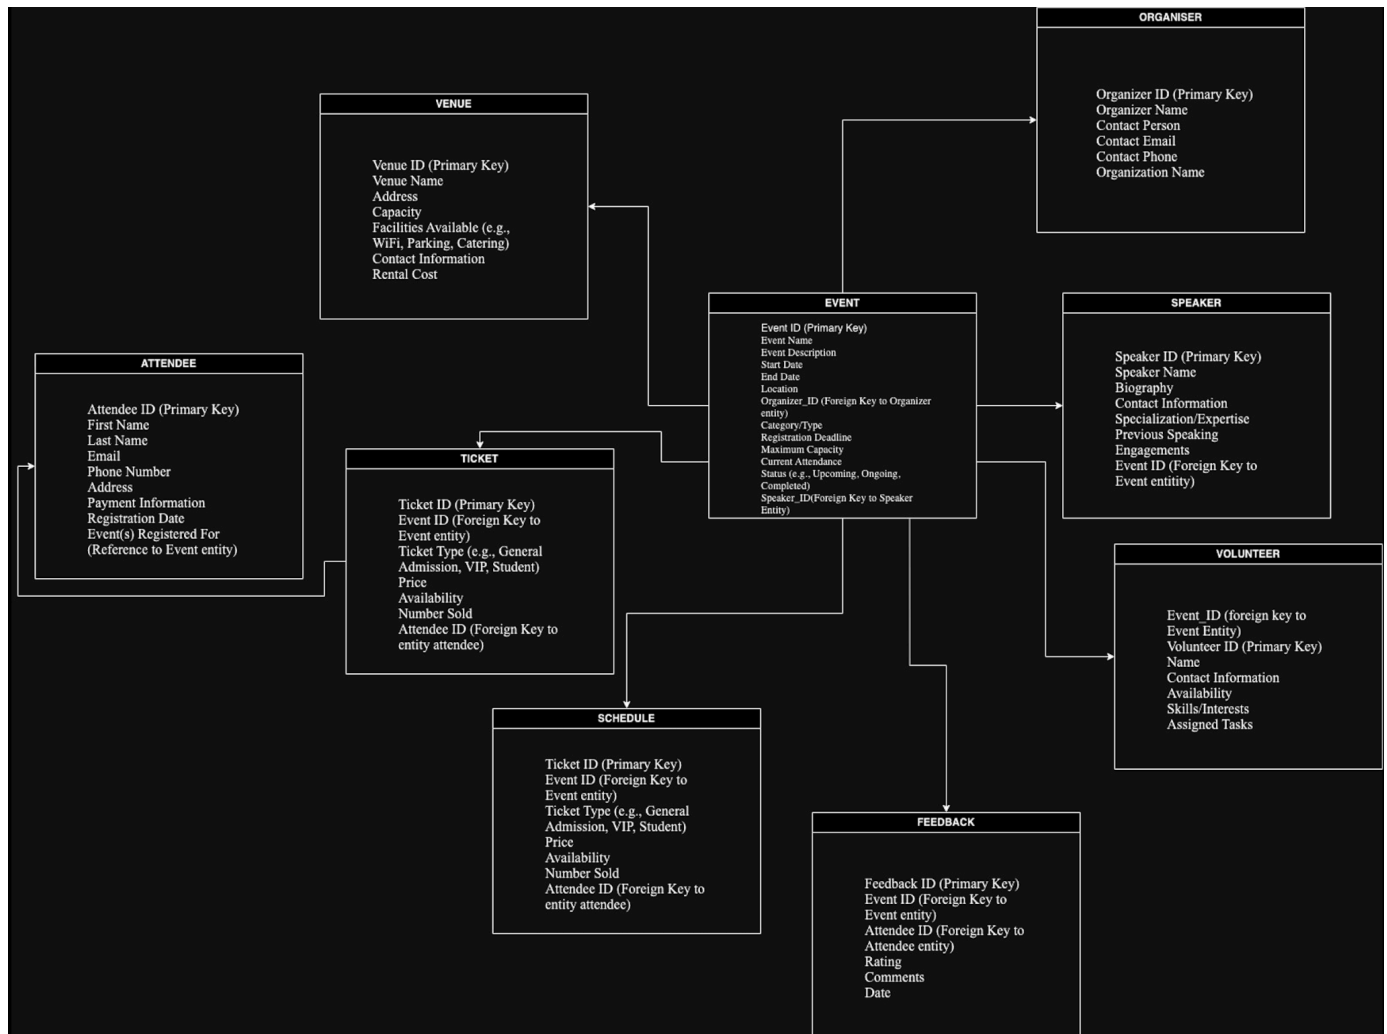 ORGANISER
Organizer ID (Primary Key)
Organizer Name
Contact Person
Contact Email
Contact Phone
Organization Name
VENUE
Venue ID (Primary Key)
Venue Name
Address
Capacity
Facilities Available (e.g.,
WiFi, Parking, Catering)
Contact Information
Rental Cost
EVENT
Event ID (Primary Key)
Event Name
Event Description
Start Date
End Date
Location
Organizer_ID (Foreign Key to Organizer
entity)
Category/Type
Registration Deadline
Maximum Capacity
Current Attendance
Status (e.g., Upcoming, Ongoing,
Completed)
Speaker_ID(Foreign Key to Speaker
Entity)
SPEAKER
Speaker ID (Primary Key)
Speaker Name
Biography
Contact Information
Specialization/Expertise
Previous Speaking
Engagements
Event ID (Foreign Key to
Event entitity)
ATTENDEE
Attendee ID (Primary Key)
First Name
Last Name
Email
Phone Number
Address
Payment Information
Registration Date
Event(s) Registered For
(Reference to Event entity)
TICKET
Ticket ID (Primary Key)
Event ID (Foreign Key to
Event entity)
Ticket Type (e.g., General
Admission, VIP, Student)
Price
Availability
Number Sold
Attendee ID (Foreign Key to
entity attendee)
VOLUNTEER
Event_ID (foreign key to
Event Entity)
Volunteer ID (Primary Key)
Name
Contact Information
Availability
Skills/Interests
Assigned Tasks
SCHEDULE
Ticket ID (Primary Key)
Event ID (Foreign Key to
Event entity)
Ticket Type (e.g., General
Admission, VIP, Student)
Price
Availability
Number Sold
Attendee ID (Foreign Key to
entity attendee)
FEEDBACK
Feedback ID (Primary Key)
Event ID (Foreign Key to
Event entity)
Attendee ID (Foreign Key to
Attendee entity)
Rating
Comments
Date